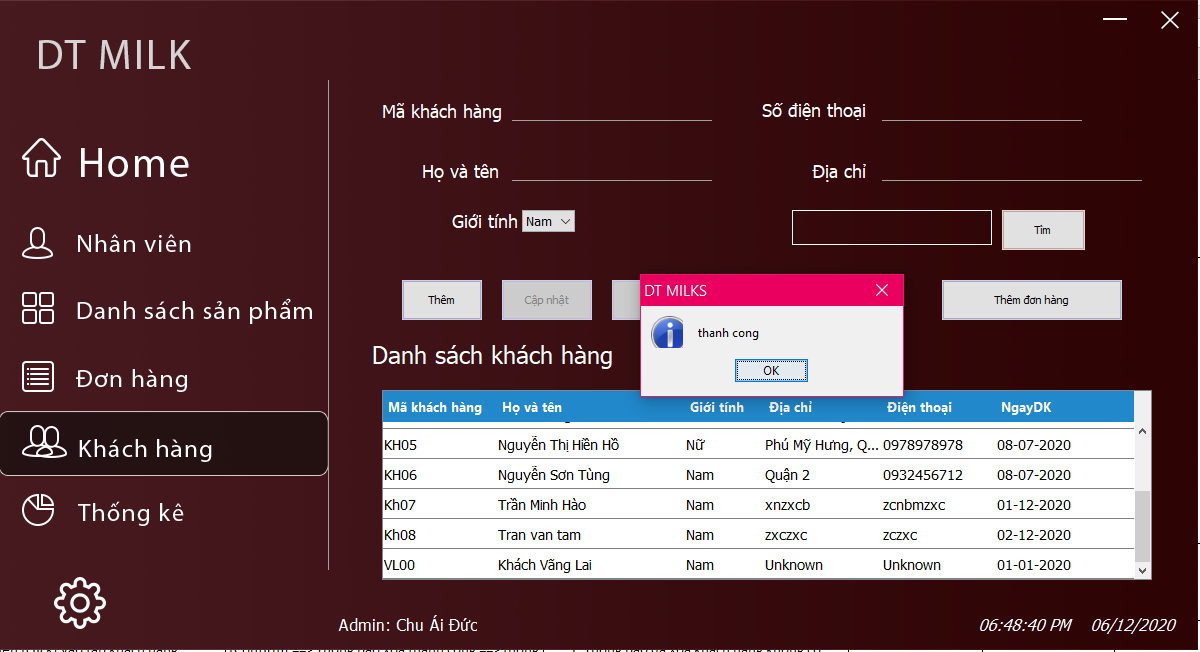 DT MILK
Home
Nhân viên
Danh sách sản phẩm
Đơn hàng
Khách hàng
Thống kê
Mã khách hàng
Số điện thoại
Họ và tên
Địa chỉ
Giới tính Nam
Tìm
Thêm
Cập nhật
Thêm đơn hàng
DT MILKS
thanh cong
OK
Danh sách khách hàng
Mã khách hàng Họ và tên Giới tính Địa chỉ Điện thoại NgayDK
KH05 Nguyễn Thị Hiền Hồ Nữ Phú Mỹ Hưng, Q... 0978978978 08-07-2020
KH06 Nguyễn Sơn Tùng Nam Quận 2 0932456712 08-07-2020
Kh07 Trần Minh Hào Nam xnzxcb zcnbmzxc 01-12-2020
Kh08 Tran van tam Nam zxczxc zczxc 02-12-2020
VL00 Khách Vãng Lai Nam Unknown Unknown 01-01-2020
Admin: Chu Ái Đức
06:48:40 PM 06/12/2020